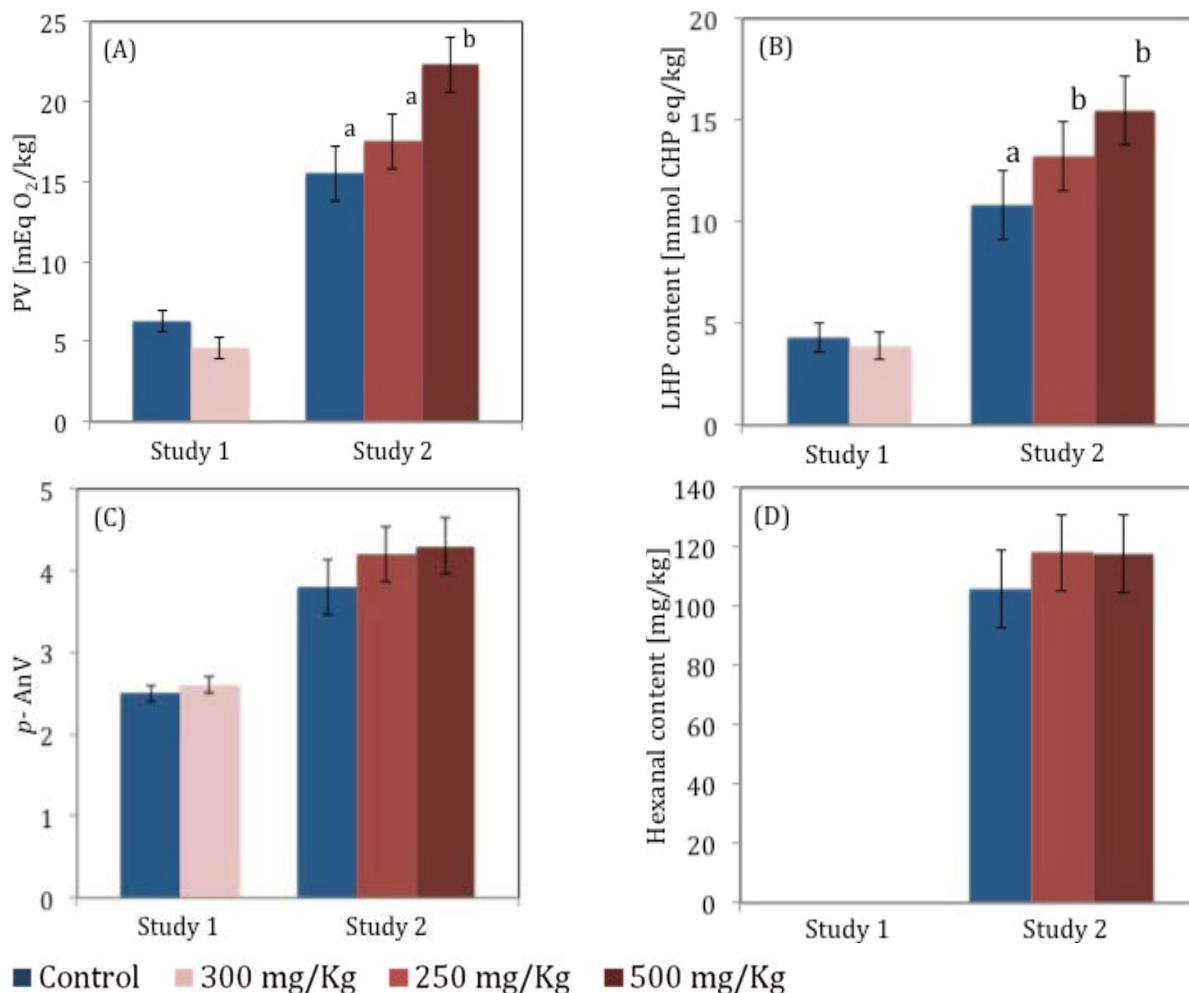 (A)
PV [mEq O₂/kg]
25
20
15
10
5
0
a
a
b
Study 1
Study 2
(B)
LHP content [mmol CHP eq/kg]
20
15
10
5
0
a
b
b
Study 1
Study 2
(C)
p- AnV
5
4
3
2
1
0
Study 1
Study 2
(D)
Hexanal content [mg/kg]
140
120
100
80
60
40
20
0
Study 1
Study 2
Control 300 mg/Kg 250 mg/Kg 500 mg/Kg